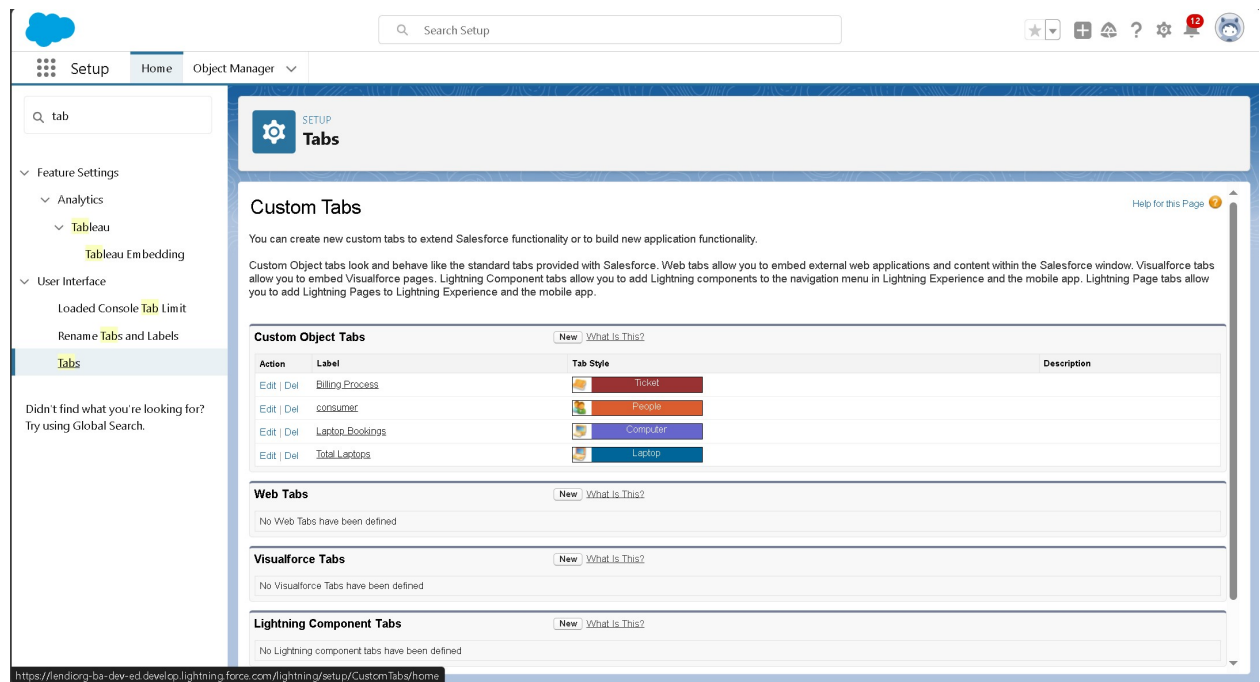 Search Setup
12
Setup
Home
Object Manager
tab
Feature Settings
Analytics
Tableau
Tableau Embedding
User Interface
Loaded Console Tab Limit
Rename Tabs and Labels
Tabs
Didn't find what you're looking for?
Try using Global Search.
SETUP
Tabs
Custom Tabs
Help for this Page
You can create new custom tabs to extend Salesforce functionality or to build new application functionality.
Custom Object tabs look and behave like the standard tabs provided with Salesforce. Web tabs allow you to embed external web applications and content within the Salesforce window. Visualforce tabs
allow you to embed Visualforce pages. Lightning Component tabs allow you to add Lightning components to the navigation menu in Lightning Experience and the mobile app. Lightning Page tabs allow
you to add Lightning Pages to Lightning Experience and the mobile app.
Custom Object Tabs New What Is This?
Action Label Tab Style Description
Edit | Del Billing Process Ticket
Edit | Del consumer People
Edit | Del Laptop Bookings Computer
Edit | Del Total Laptops Laptop
Web Tabs New What Is This?
No Web Tabs have been defined
Visualforce Tabs New What Is This?
No Visualforce Tabs have been defined
Lightning Component Tabs New What Is This?
No Lightning component tabs have been defined
https://lendiorg-ba-dev-ed.develop.lightning.force.com/lightning/setup/CustomTabs/home